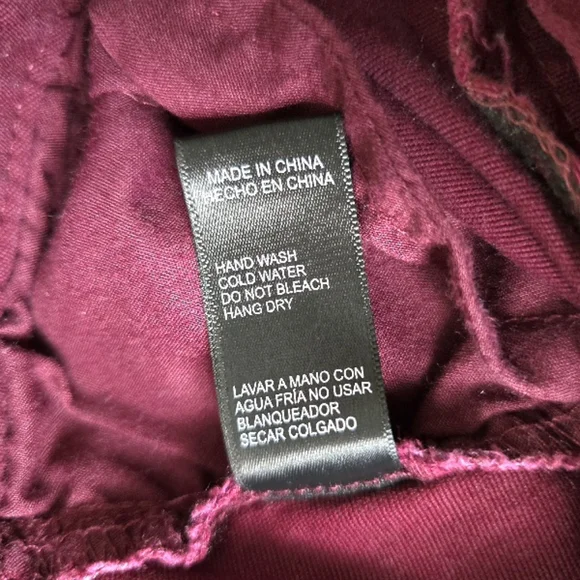 MADE IN CHINA
HECHO EN CHINA
HAND WASH
COLD WATER
DO NOT BLEACH
HANG DRY
LAVAR A MANO CON
AGUA FRÍA NO USAR
BLANQUEADOR
SECAR COLGADO